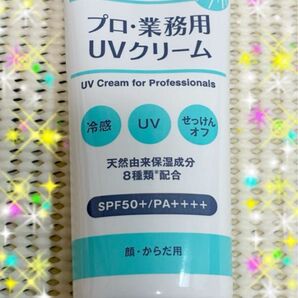 プロ・業務用
UVクリーム
UV Cream for Professionals
冷感
UV
せっけん
オフ
天然由来保湿成分
8種類*配合
SPF50+/PA++++
顔・からだ用